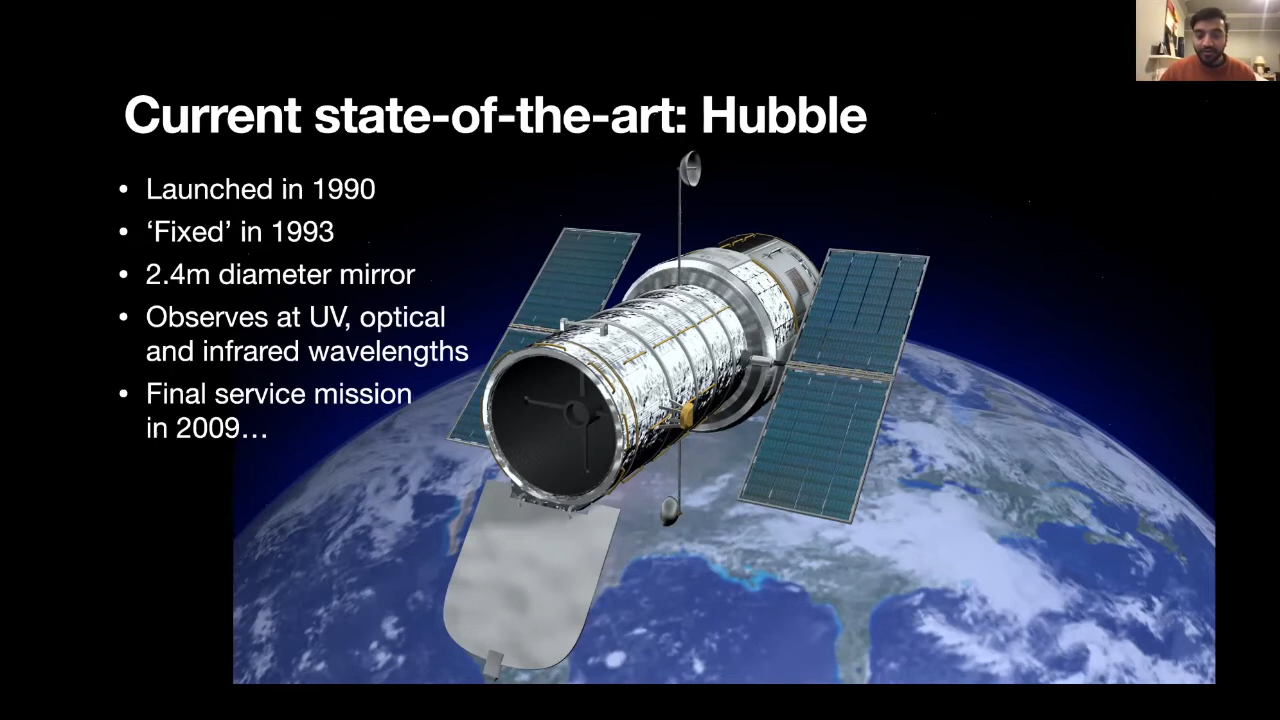 Current state-of-the-art: Hubble
• Launched in 1990
• ‘Fixed’ in 1993
• 2.4m diameter mirror
• Observes at UV, optical
and infrared wavelengths
• Final service mission
in 2009…